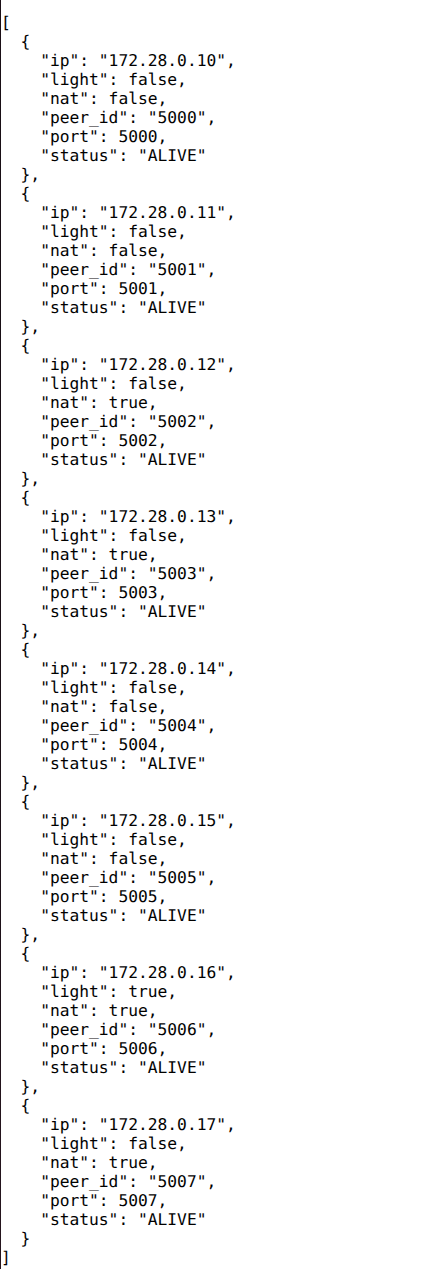 [
  {
    "ip": "172.28.0.10",
    "light": false,
    "nat": false,
    "peer_id": "5000",
    "port": 5000,
    "status": "ALIVE"
  },
  {
    "ip": "172.28.0.11",
    "light": false,
    "nat": false,
    "peer_id": "5001",
    "port": 5001,
    "status": "ALIVE"
  },
  {
    "ip": "172.28.0.12",
    "light": false,
    "nat": true,
    "peer_id": "5002",
    "port": 5002,
    "status": "ALIVE"
  },
  {
    "ip": "172.28.0.13",
    "light": false,
    "nat": true,
    "peer_id": "5003",
    "port": 5003,
    "status": "ALIVE"
  },
  {
    "ip": "172.28.0.14",
    "light": false,
    "nat": false,
    "peer_id": "5004",
    "port": 5004,
    "status": "ALIVE"
  },
  {
    "ip": "172.28.0.15",
    "light": false,
    "nat": false,
    "peer_id": "5005",
    "port": 5005,
    "status": "ALIVE"
  },
  {
    "ip": "172.28.0.16",
    "light": true,
    "nat": true,
    "peer_id": "5006",
    "port": 5006,
    "status": "ALIVE"
  },
  {
    "ip": "172.28.0.17",
    "light": false,
    "nat": true,
    "peer_id": "5007",
    "port": 5007,
    "status": "ALIVE"
  }
]